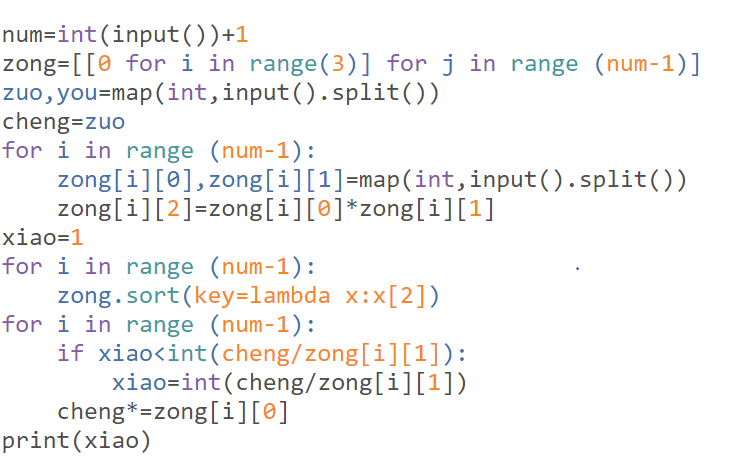 num=int(input())+1
zong=[[0 for i in range(3)] for j in range (num-1)]
zuo,you=map(int,input().split())
cheng=zuo
for i in range (num-1):
    zong[i][0],zong[i][1]=map(int,input().split())
    zong[i][2]=zong[i][0]*zong[i][1]
xiao=1
for i in range (num-1):
    zong.sort(key=lambda x:x[2])
for i in range (num-1):
    if xiao<int(cheng/zong[i][1]):
        xiao=int(cheng/zong[i][1])
    cheng*=zong[i][0]
print(xiao)